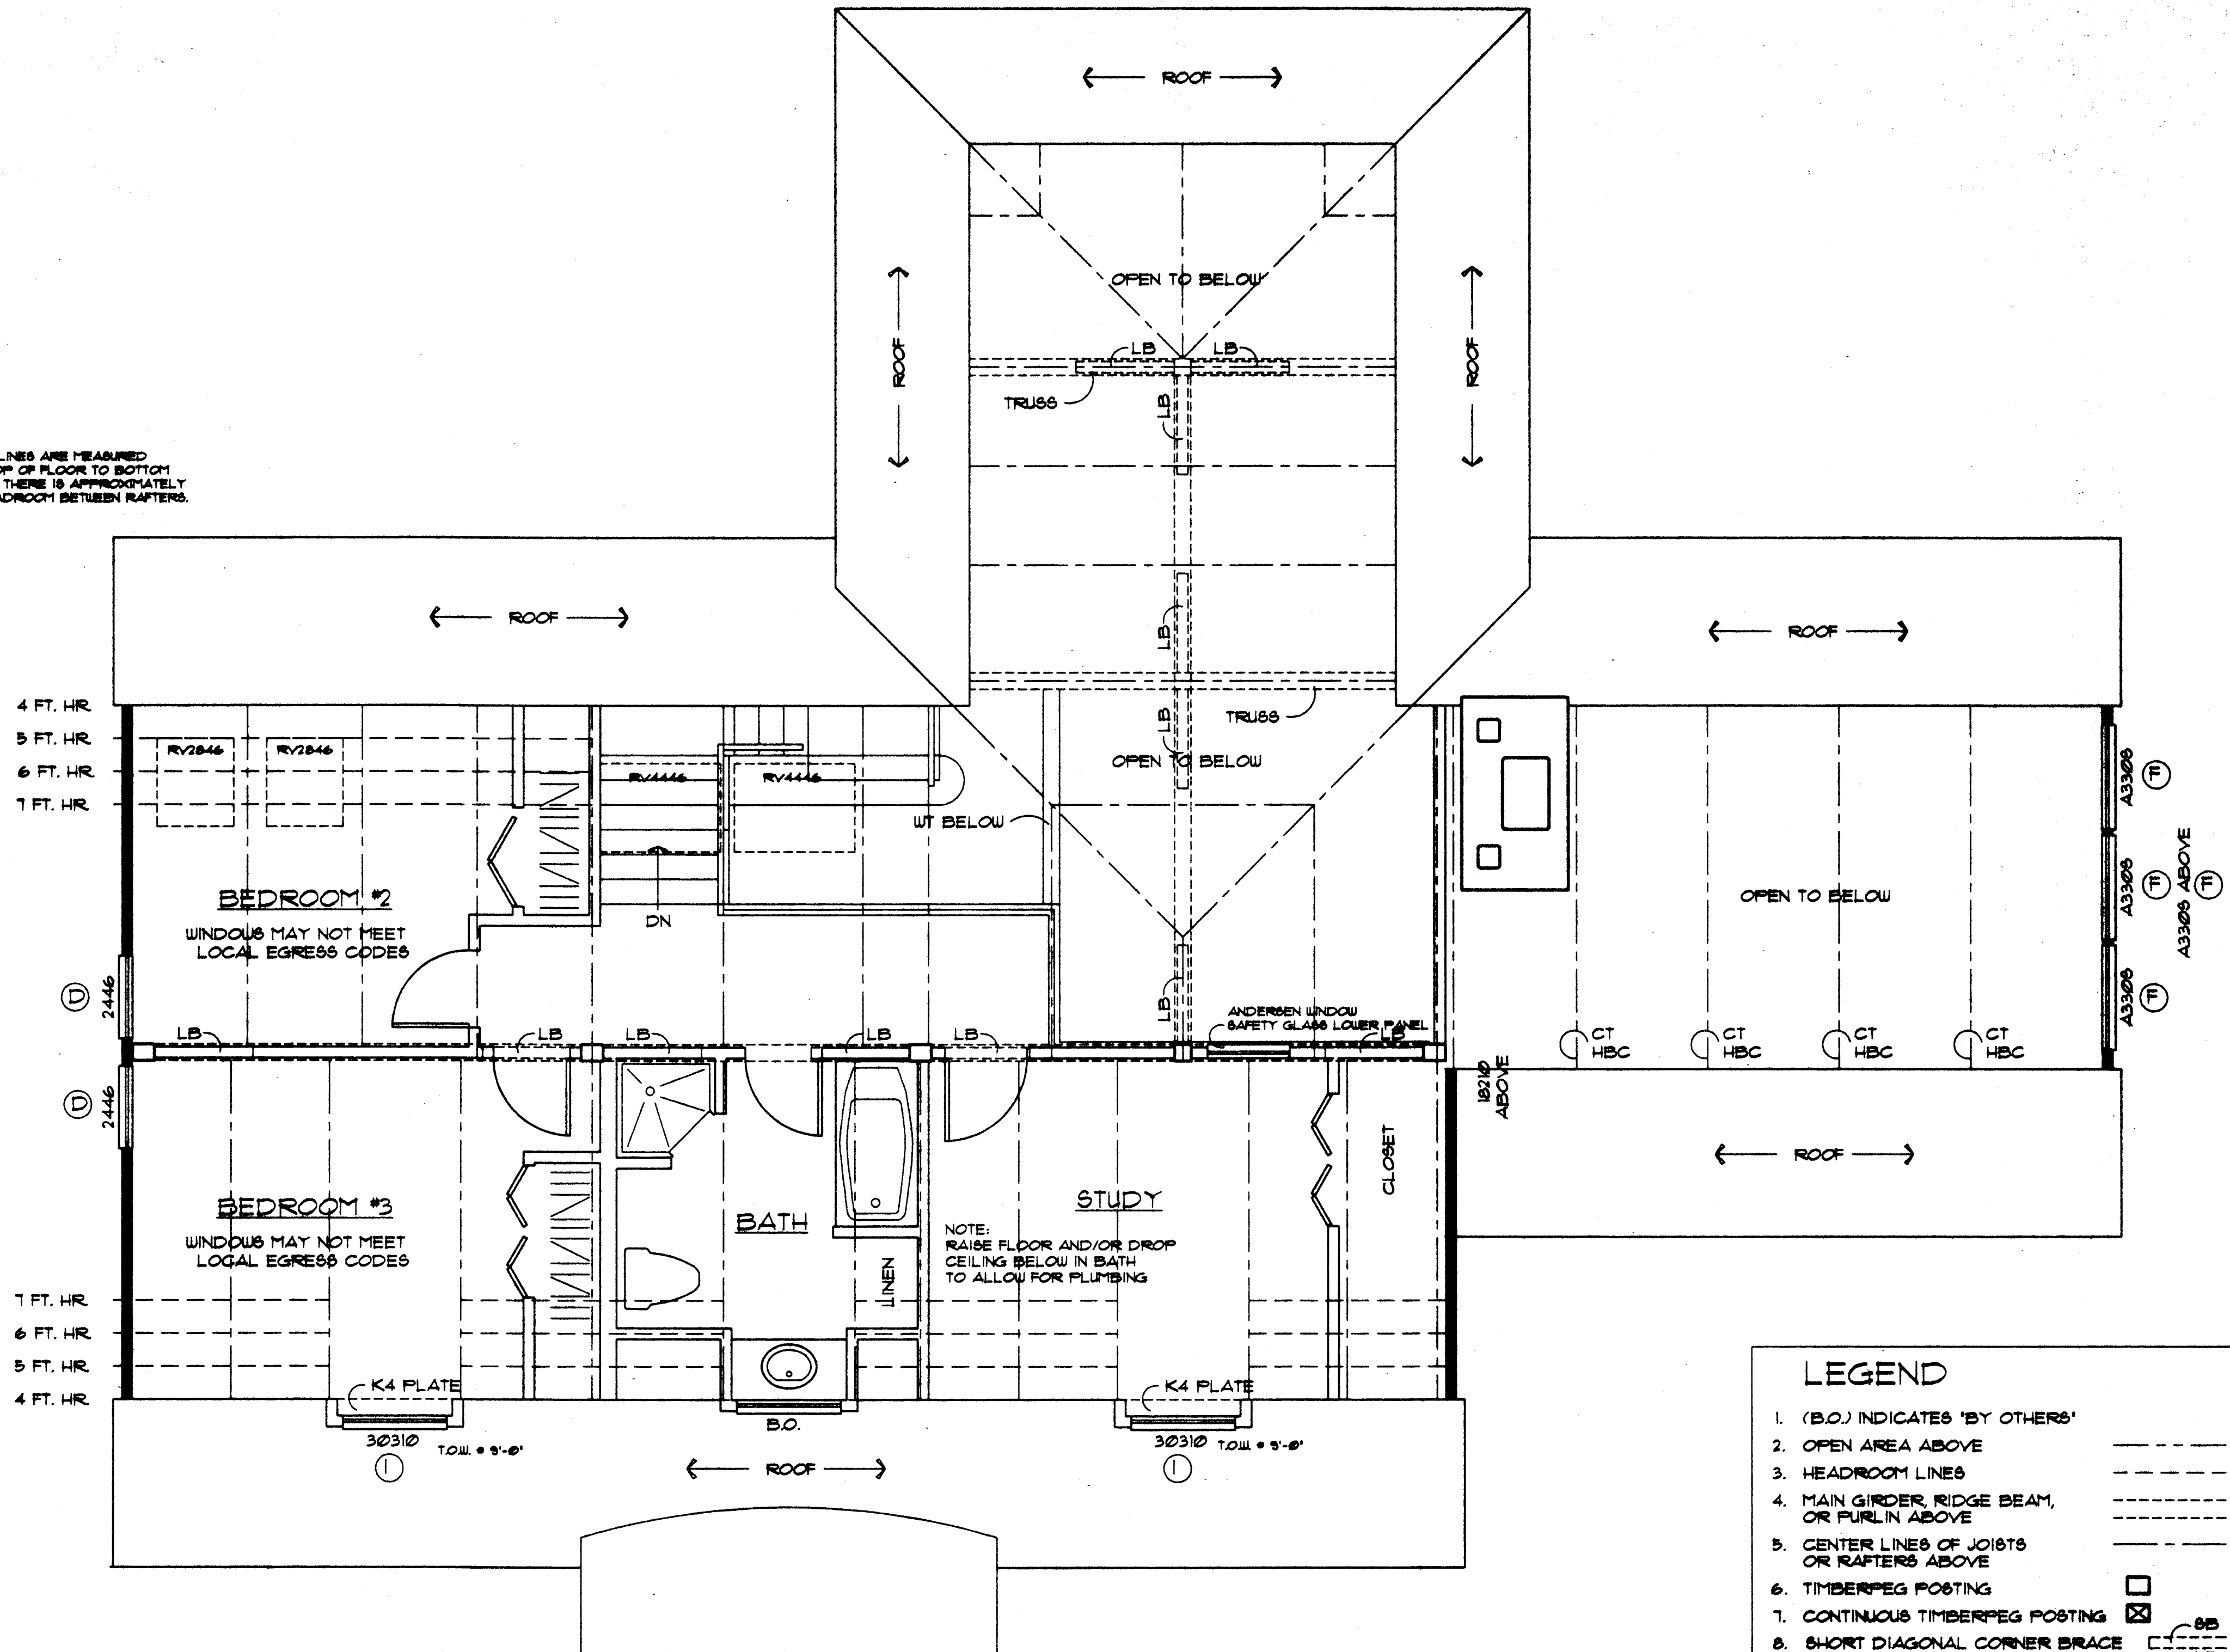 ROOF
OPEN TO BELOW
ROOF
ROOF
LB
LB
TRUSS
LB
LINES ARE MEASURED
OP OF FLOOR TO BOTTOM
THERE IS APPROXIMATELY
ADROOM BETWEEN RAFTERS.
ROOF
LB
ROOF
4 FT. HR
5 FT. HR
6 FT. HR
7 FT. HR
RV2846
RV2846
RV4446
RV4446
LB
TRUSS
OPEN TO BELOW
WT BELOW
A3308
A3308
A3308
A3308 ABOVE
BEDROOM #2
WINDOWS MAY NOT MEET
LOCAL EGRESS CODES
DN
OPEN TO BELOW
D
2446
LB
LB
LB
LB
LB
LB
ANDERSEN WINDOW
SAFETY GLASS LOWER PANEL
LB
CT
HBC
CT
HBC
CT
HBC
CT
HBC
18210
ABOVE
D
2446
CLOSET
ROOF
BEDROOM #3
WINDOWS MAY NOT MEET
LOCAL EGRESS CODES
BATH
LINEN
STUDY
NOTE:
RAISE FLOOR AND/OR DROP
CEILING BELOW IN BATH
TO ALLOW FOR PLUMBING
7 FT. HR
6 FT. HR
5 FT. HR
4 FT. HR
K4 PLATE
K4 PLATE
30310 T.O.W. @ 9'-0"
B.O.
30310 T.O.W. @ 9'-0"
I
I
ROOF
LEGEND
1. (B.O.) INDICATES "BY OTHERS"
2. OPEN AREA ABOVE
3. HEADROOM LINES
4. MAIN GIRDER, RIDGE BEAM,
OR PURLIN ABOVE
5. CENTER LINES OF JOISTS
OR RAFTERS ABOVE
6. TIMBERPEG POSTING
7. CONTINUOUS TIMBERPEG POSTING
8. SHORT DIAGONAL CORNER BRACE
SB